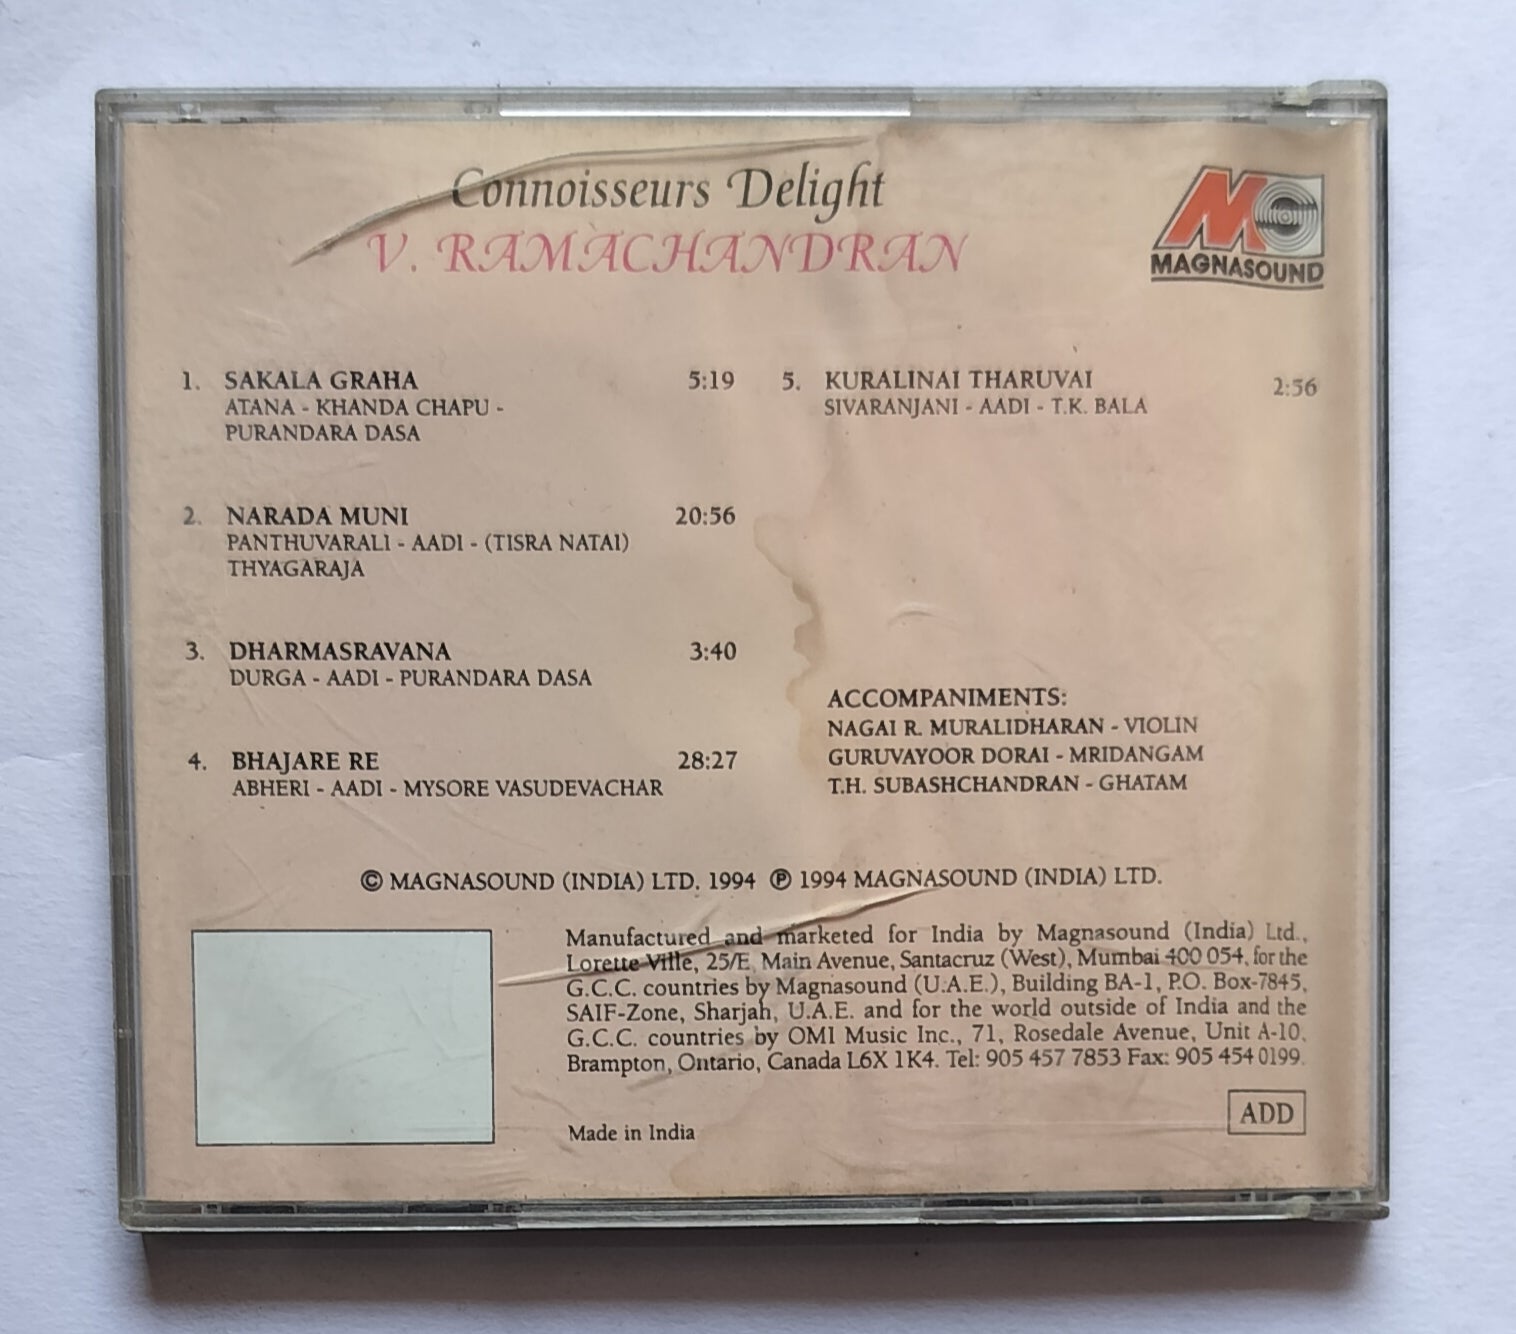 Connoisseurs Delight
V. RAMACHANDRAN
MC
MAGNASOUND
1. SAKALA GRAHA 5:19
ATANA - KHANDA CHAPU -
PURANDARA DASA
2. NARADA MUNI 20:56
PANTHUVARALI - AADI - (TISRA NATAI)
THYAGARAJA
3. DHARMASRAVANA 3:40
DURGA - AADI - PURANDARA DASA
4. BHAJARE RE 28:27
ABHERI - AADI - MYSORE VASUDEVACHAR
5. KURALINAI THARUVAI 2:56
SIVARANJANI - AADI - T.K. BALA
ACCOMPANIMENTS:
NAGAI R. MURALIDHARAN - VIOLIN
GURUVAYOOR DORAI - MRIDANGAM
T.H. SUBASHCHANDRAN - GHATAM
© MAGNASOUND (INDIA) LTD. 1994 ℗ 1994 MAGNASOUND (INDIA) LTD.
Manufactured and marketed for India by Magnasound (India) Ltd.,
Lorette Ville, 25/E, Main Avenue, Santacruz (West), Mumbai 400 054, for the
G.C.C. countries by Magnasound (U.A.E.), Building BA-1, P.O. Box-7845,
SAIF-Zone, Sharjah, U.A.E. and for the world outside of India and the
G.C.C. countries by OMI Music Inc., 71, Rosedale Avenue, Unit A-10,
Brampton, Ontario, Canada L6X 1K4. Tel: 905 457 7853 Fax: 905 454 0199.
Made in India
ADD